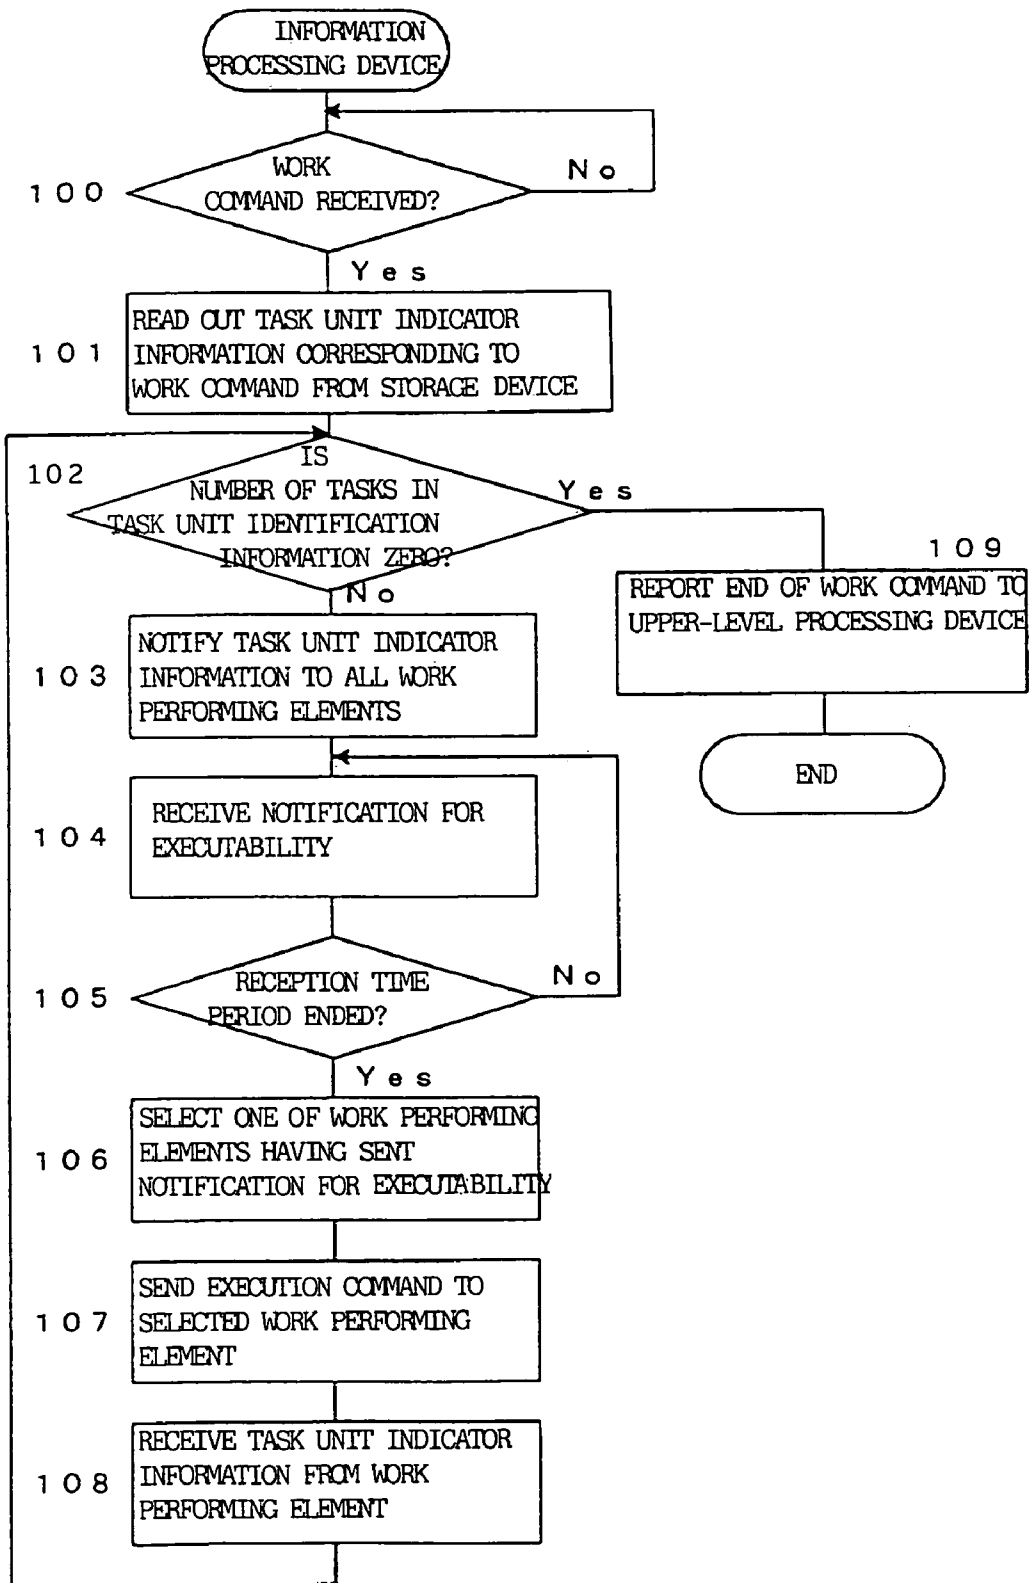 INFORMATION
PROCESSING DEVICE
WORK
COMMAND RECEIVED?
No
100
Yes
READ OUT TASK UNIT INDICATOR
INFORMATION CORRESPONDING TO
WORK COMMAND FROM STORAGE DEVICE
101
102
IS
NUMBER OF TASKS IN
TASK UNIT IDENTIFICATION
INFORMATION ZERO?
Yes
No
109
REPORT END OF WORK COMMAND TO
UPPER-LEVEL PROCESSING DEVICE
END
NOTIFY TASK UNIT INDICATOR
INFORMATION TO ALL WORK
PERFORMING ELEMENTS
103
RECEIVE NOTIFICATION FOR
EXECUTABILITY
104
RECEPTION TIME
PERIOD ENDED?
No
105
Yes
SELECT ONE OF WORK PERFORMING
ELEMENTS HAVING SENT
NOTIFICATION FOR EXECUTABILITY
106
SEND EXECUTION COMMAND TO
SELECTED WORK PERFORMING
ELEMENT
107
RECEIVE TASK UNIT INDICATOR
INFORMATION FROM WORK
PERFORMING ELEMENT
108